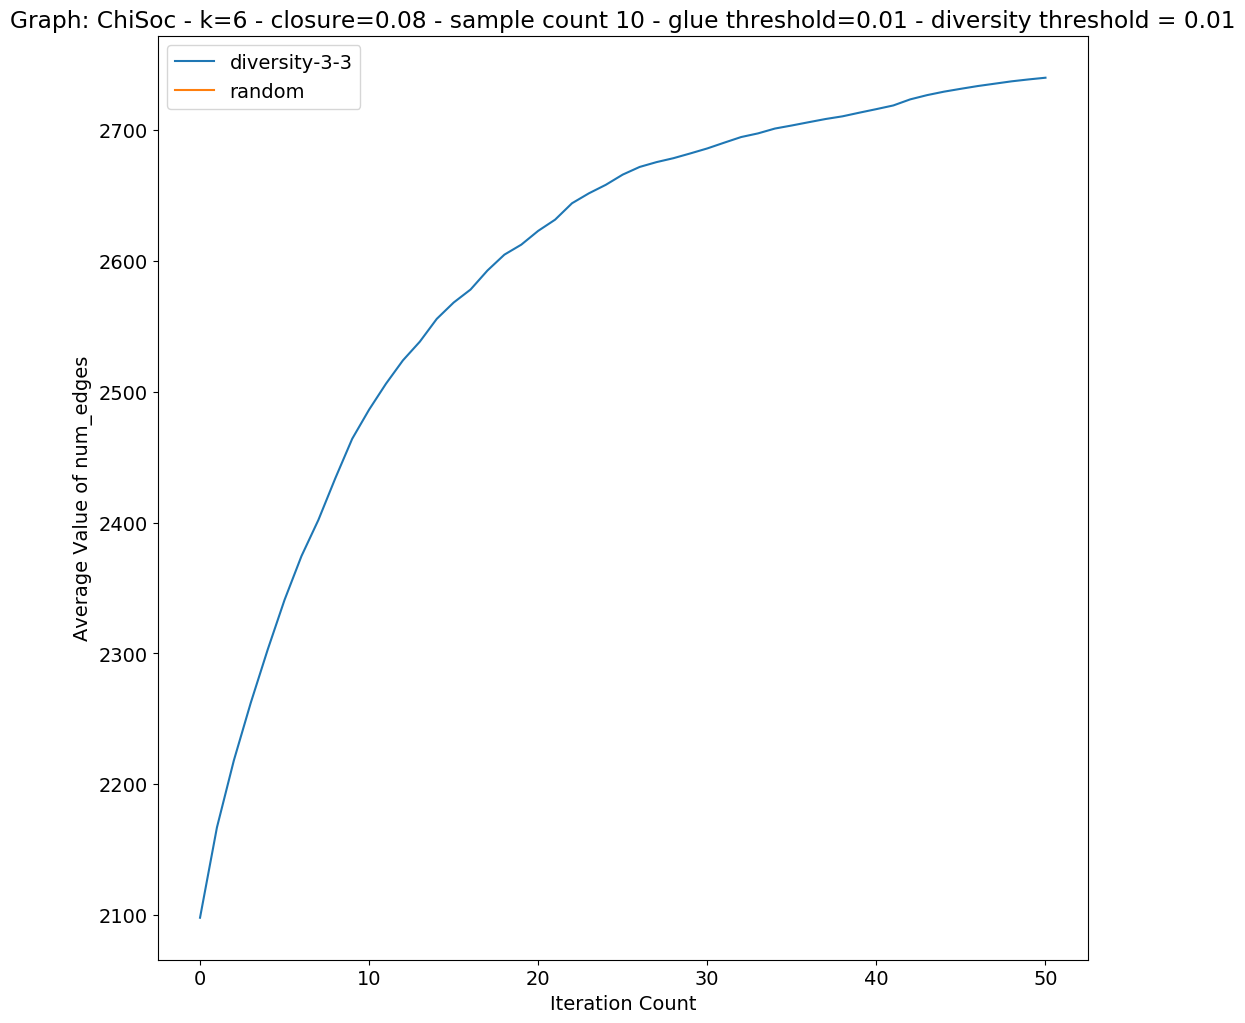 Graph: ChiSoc - k=6 - closure=0.08 - sample count 10 - glue threshold=0.01 - diversity threshold = 0.01
diversity-3-3
random
2700
2600
2500
2400
2300
2200
2100
Average Value of num_edges
0 10 20 30 40 50
Iteration Count